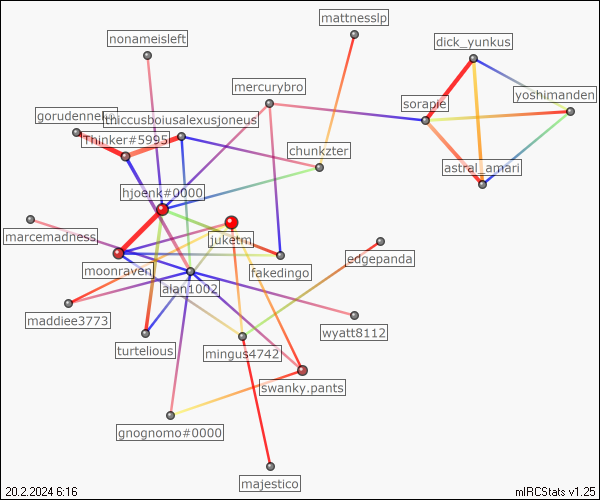 mattnesslp
nonameisleft
dick_yunkus
mercurybro
yoshimanden
sorapie
thiccusboiusalexusjoneus
Thinker#5995
chunkzter
astral_amari
hjoenk#0000
marcemadness
juketm
edgepanda
moonraven
fakedingo
alan1002
maddiee3773
wyatt8112
turtelious
mingus4742
swanky.pants
gnognomo#0000
majestico
20.2.2024 6:16
mIRCStats v1.25